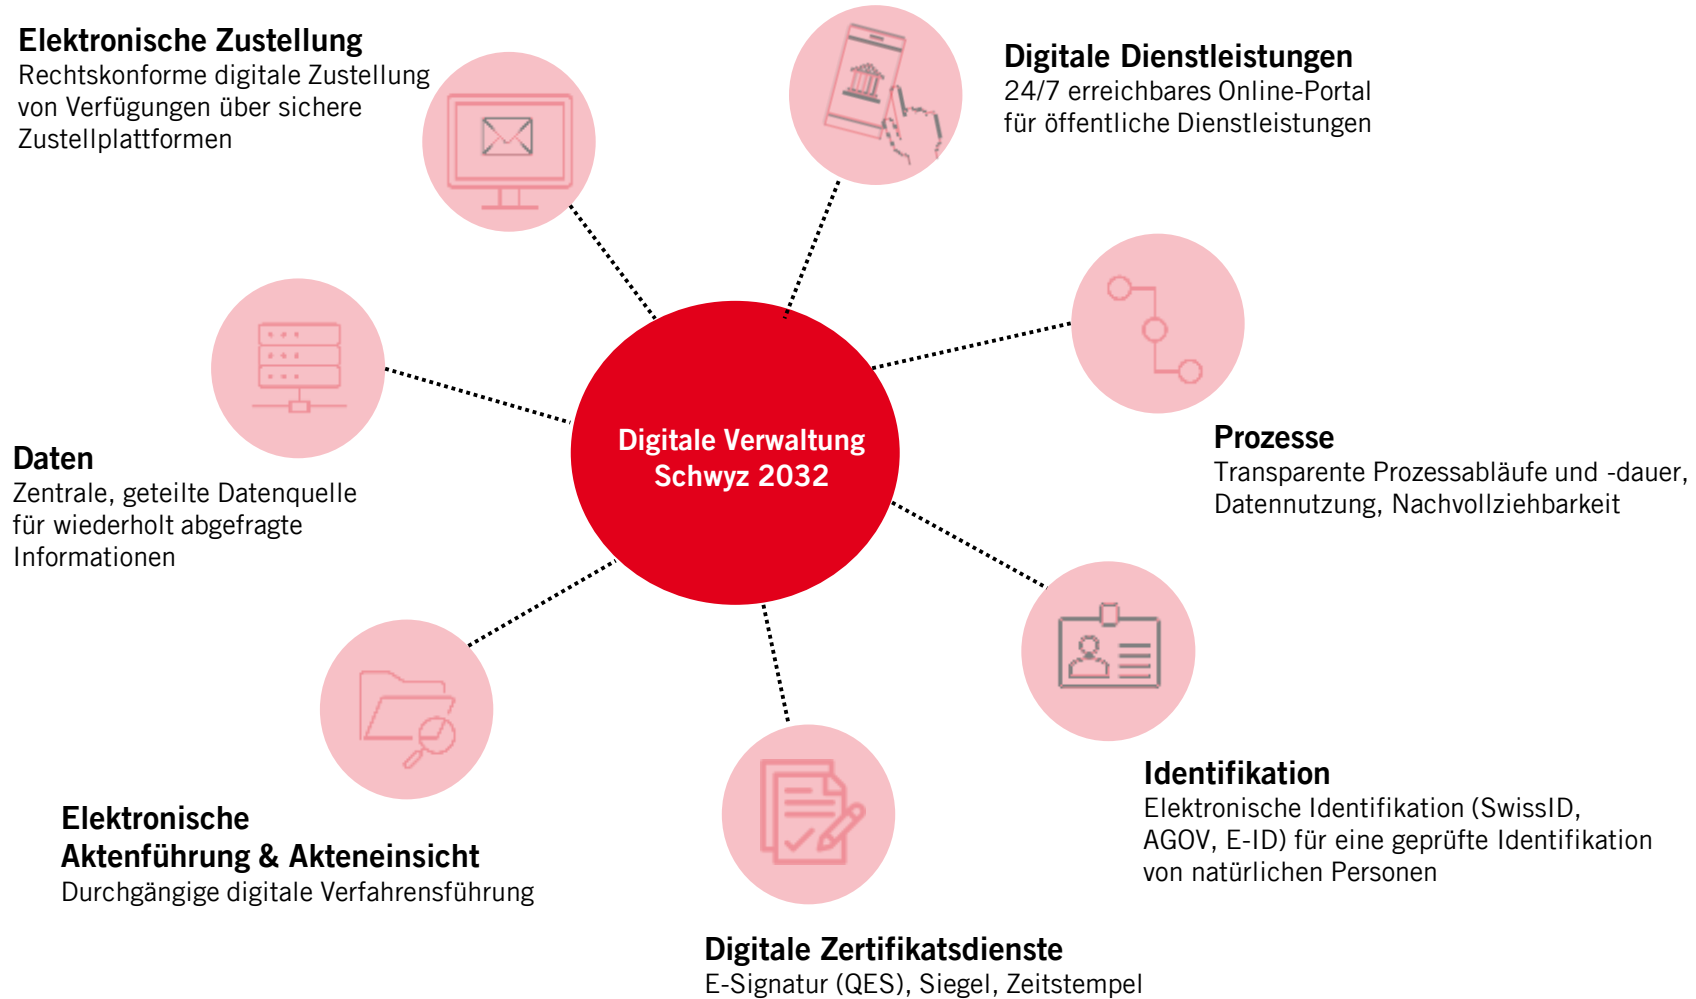 Elektronische Zustellung
Rechtskonforme digitale Zustellung
von Verfügungen über sichere
Zustellplattformen
Digitale Dienstleistungen
24/7 erreichbares Online-Portal
für öffentliche Dienstleistungen
Digitale Verwaltung
Schwyz 2032
Prozesse
Transparente Prozessabläufe und -dauer,
Datennutzung, Nachvollziehbarkeit
Daten
Zentrale, geteilte Datenquelle
für wiederholt abgefragte
Informationen
Identifikation
Elektronische Identifikation (SwissID,
AGOV, E-ID) für eine geprüfte Identifikation
von natürlichen Personen
Elektronische
Aktenführung & Akteneinsicht
Durchgängige digitale Verfahrensführung
Digitale Zertifikatsdienste
E-Signatur (QES), Siegel, Zeitstempel